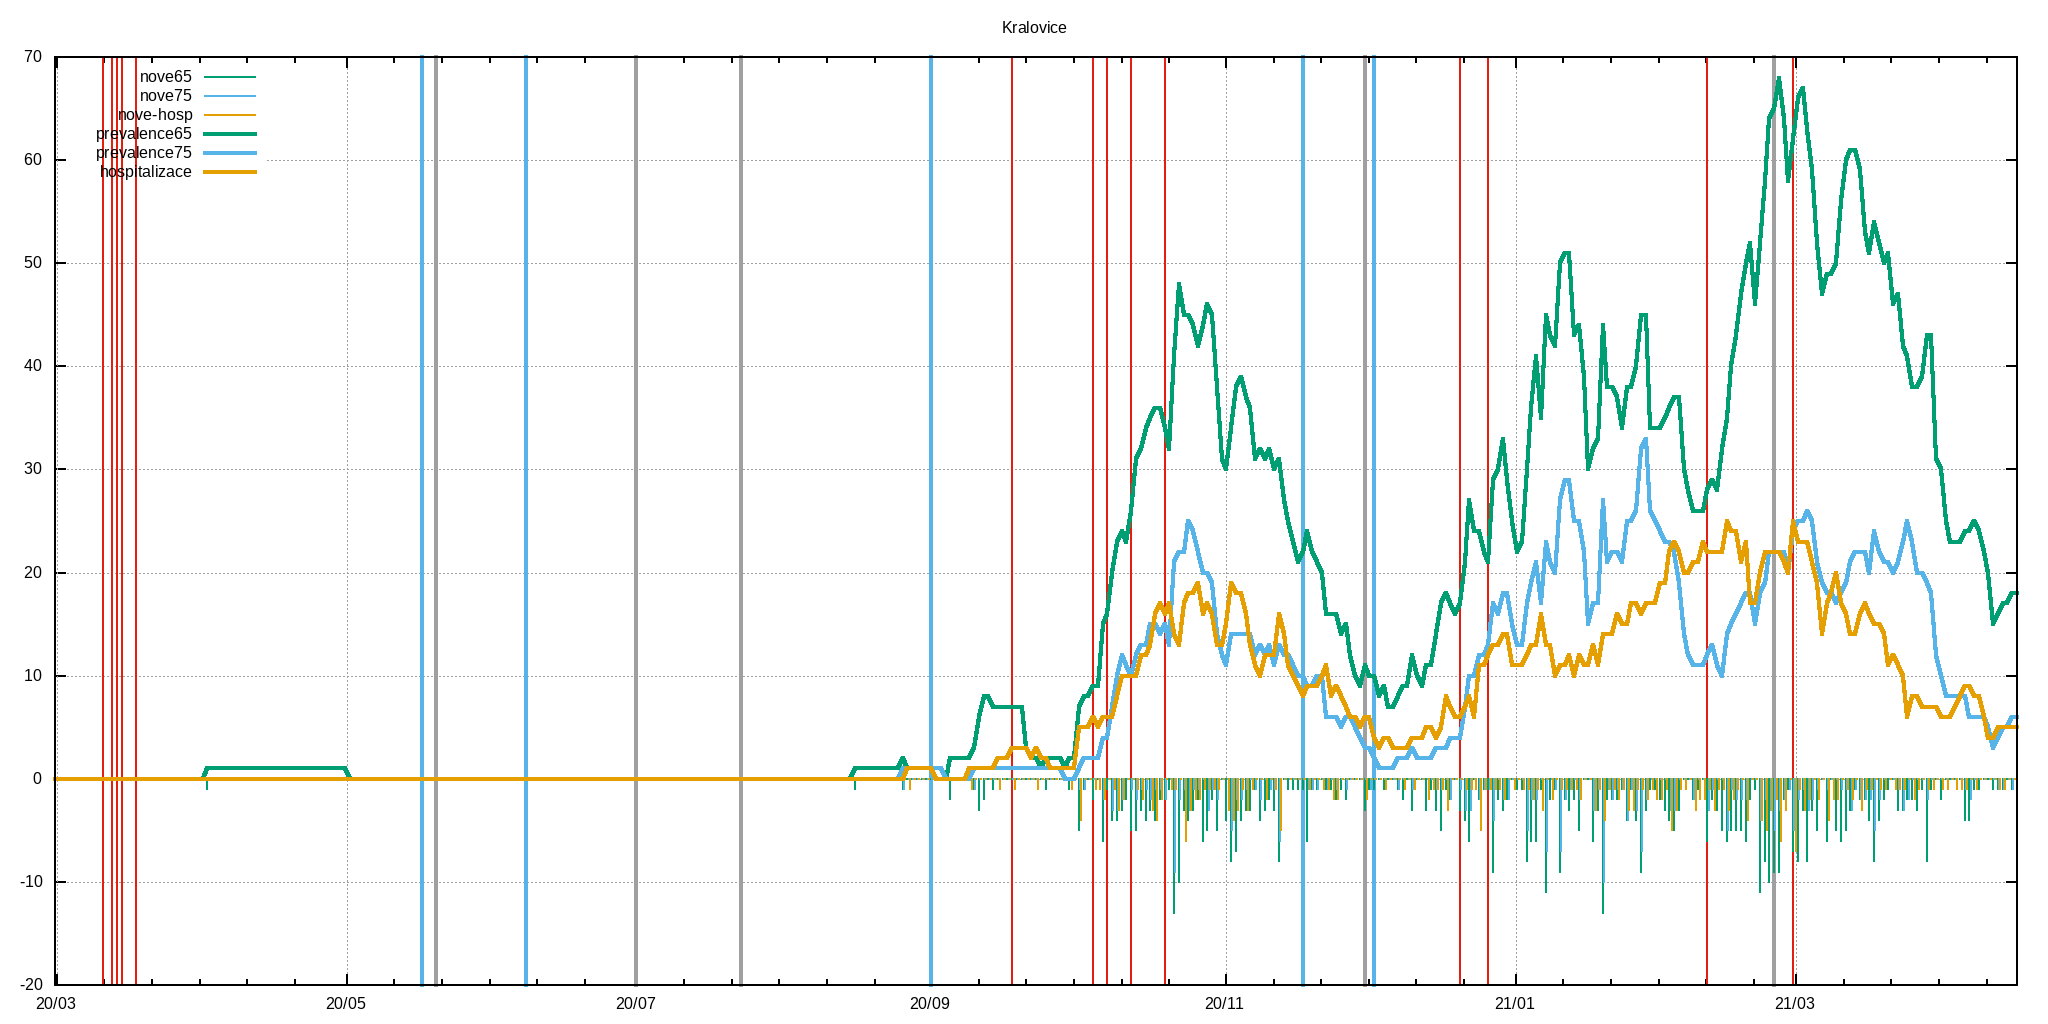 Kralovice
70
60
50
40
30
20
10
0
-10
-20
nove65
nove75
nove-hosp
prevalence65
prevalence75
hospitalizace
20/03 20/05 20/07 20/09 20/11 21/01 21/03